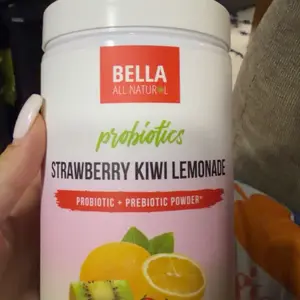 BELLA
ALL NATURAL
probiotics
STRAWBERRY KIWI LEMONADE
PROBIOTIC + PREBIOTIC POWDER*